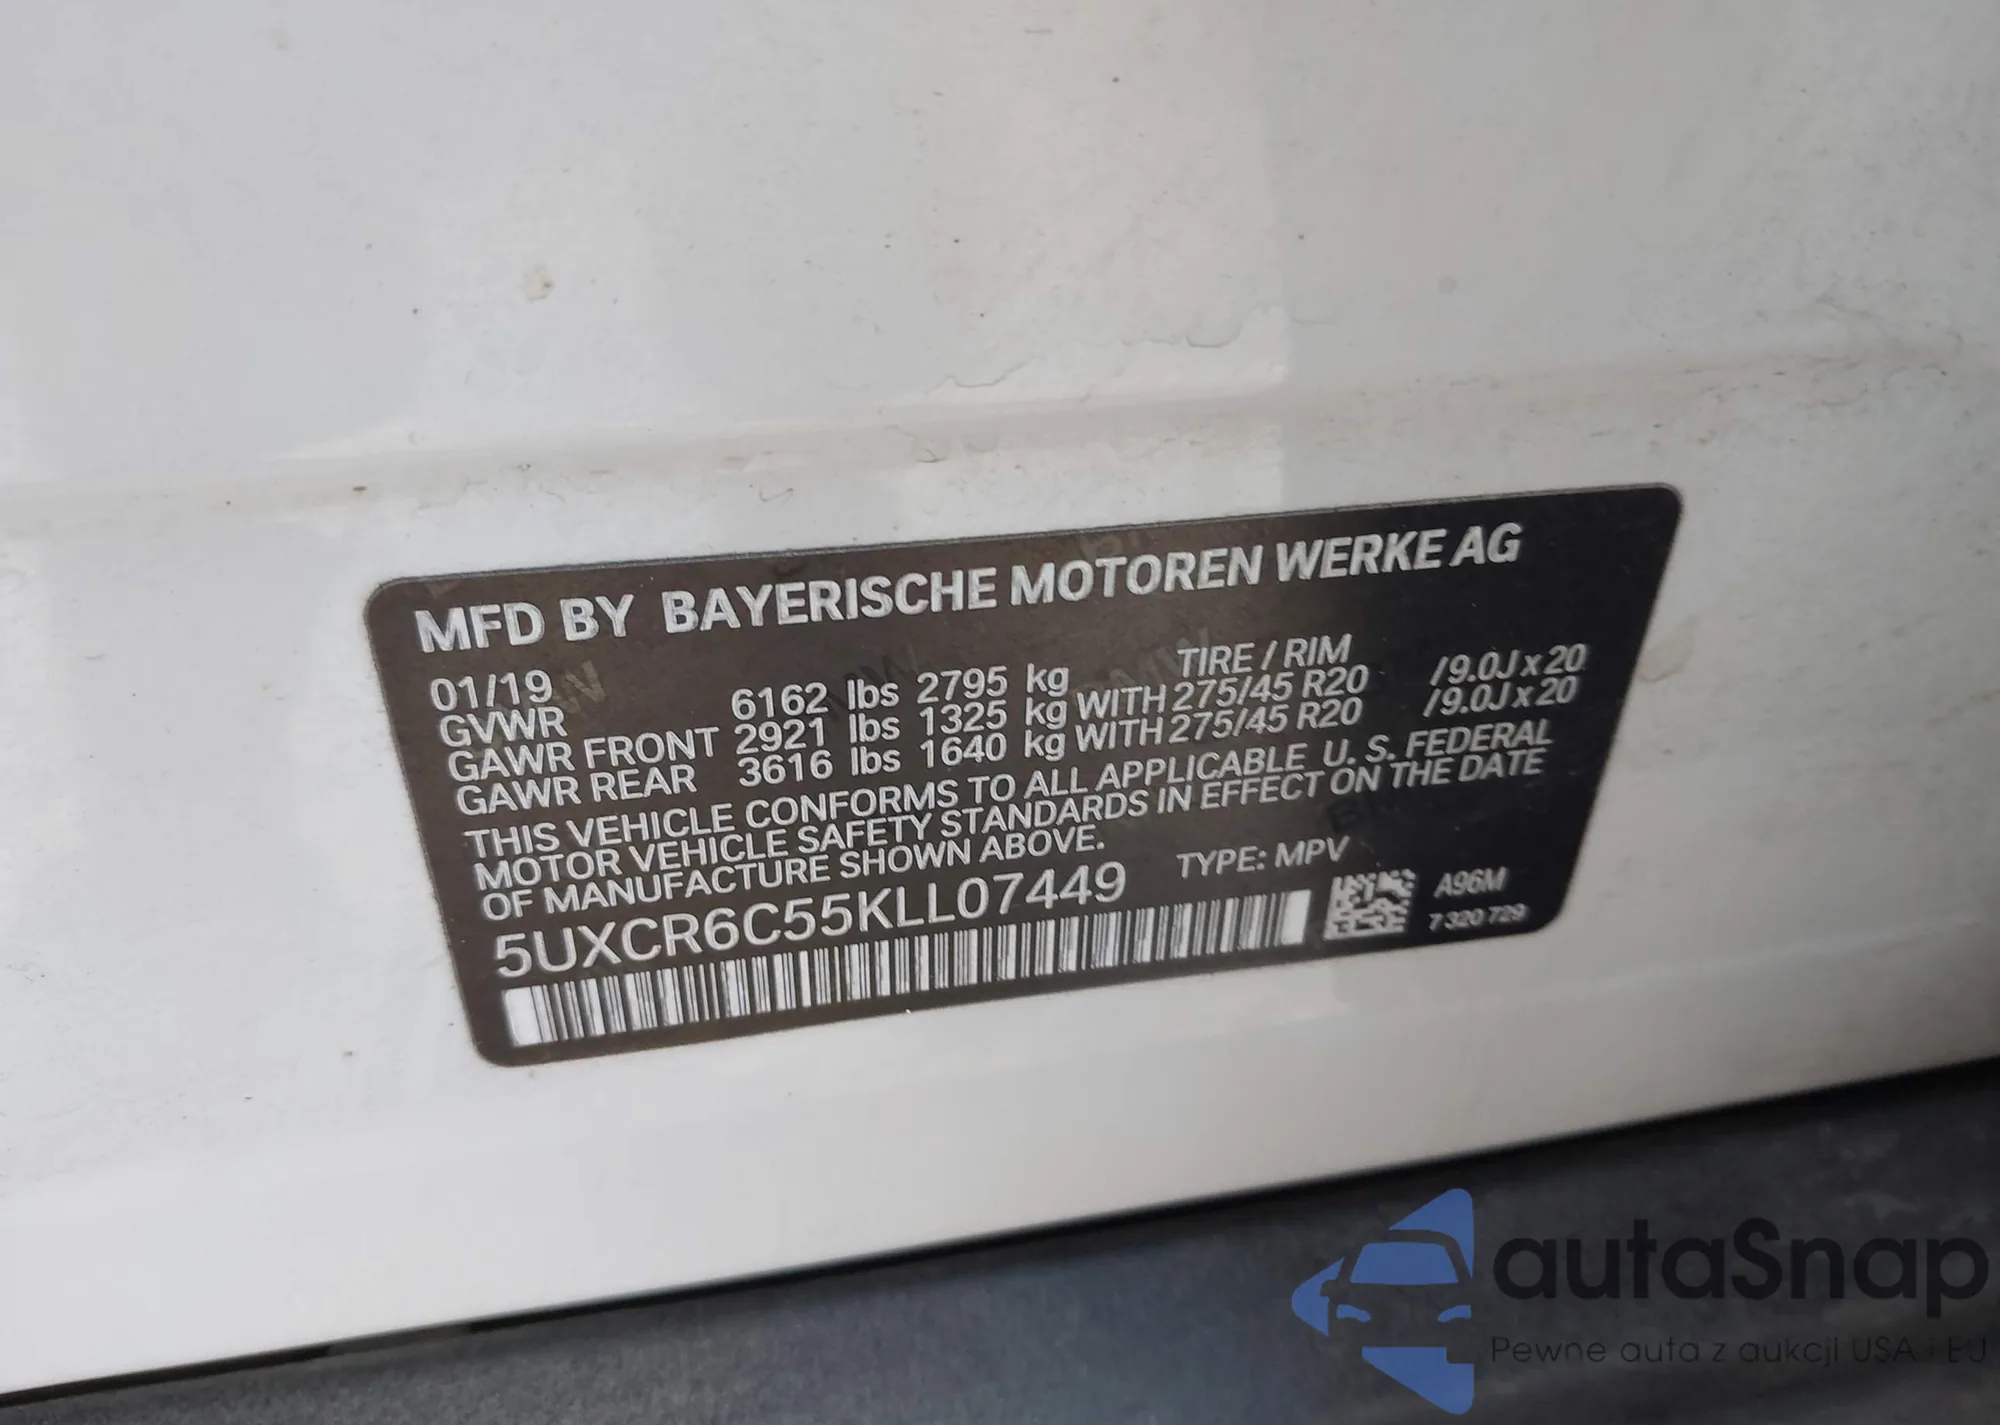 MFD BY BAYERISCHE MOTOREN WERKE AG
01/19 TIRE / RIM
GVWR 6162 lbs 2795 kg
GAWR FRONT 2921 lbs 1325 kg WITH 275/45 R20 /9.0J x 20
GAWR REAR 3616 lbs 1640 kg WITH 275/45 R20 /9.0J x 20
THIS VEHICLE CONFORMS TO ALL APPLICABLE U. S. FEDERAL
MOTOR VEHICLE SAFETY STANDARDS IN EFFECT ON THE DATE
OF MANUFACTURE SHOWN ABOVE.
TYPE: MPV
5UXCR6C55KLL07449
A96M
7 320 729
autaSnap
Pewne auta z aukcji USA i EU